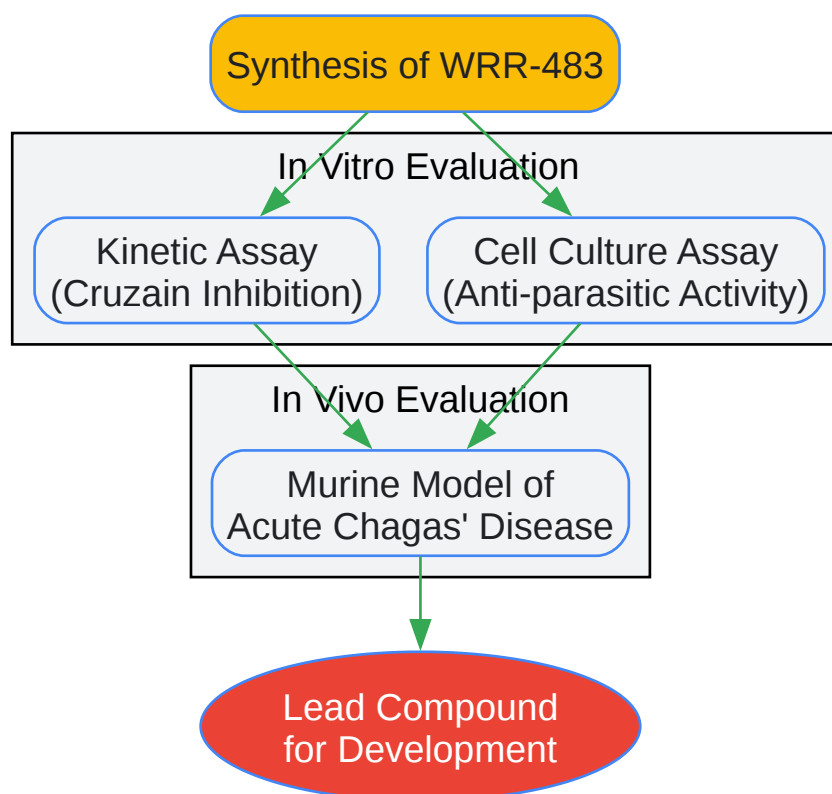 Synthesis of WRR-483
In Vitro Evaluation
Kinetic Assay
(Cruzain Inhibition)
Cell Culture Assay
(Anti-parasitic Activity)
In Vivo Evaluation
Murine Model of
Acute Chagas' Disease
Lead Compound
for Development